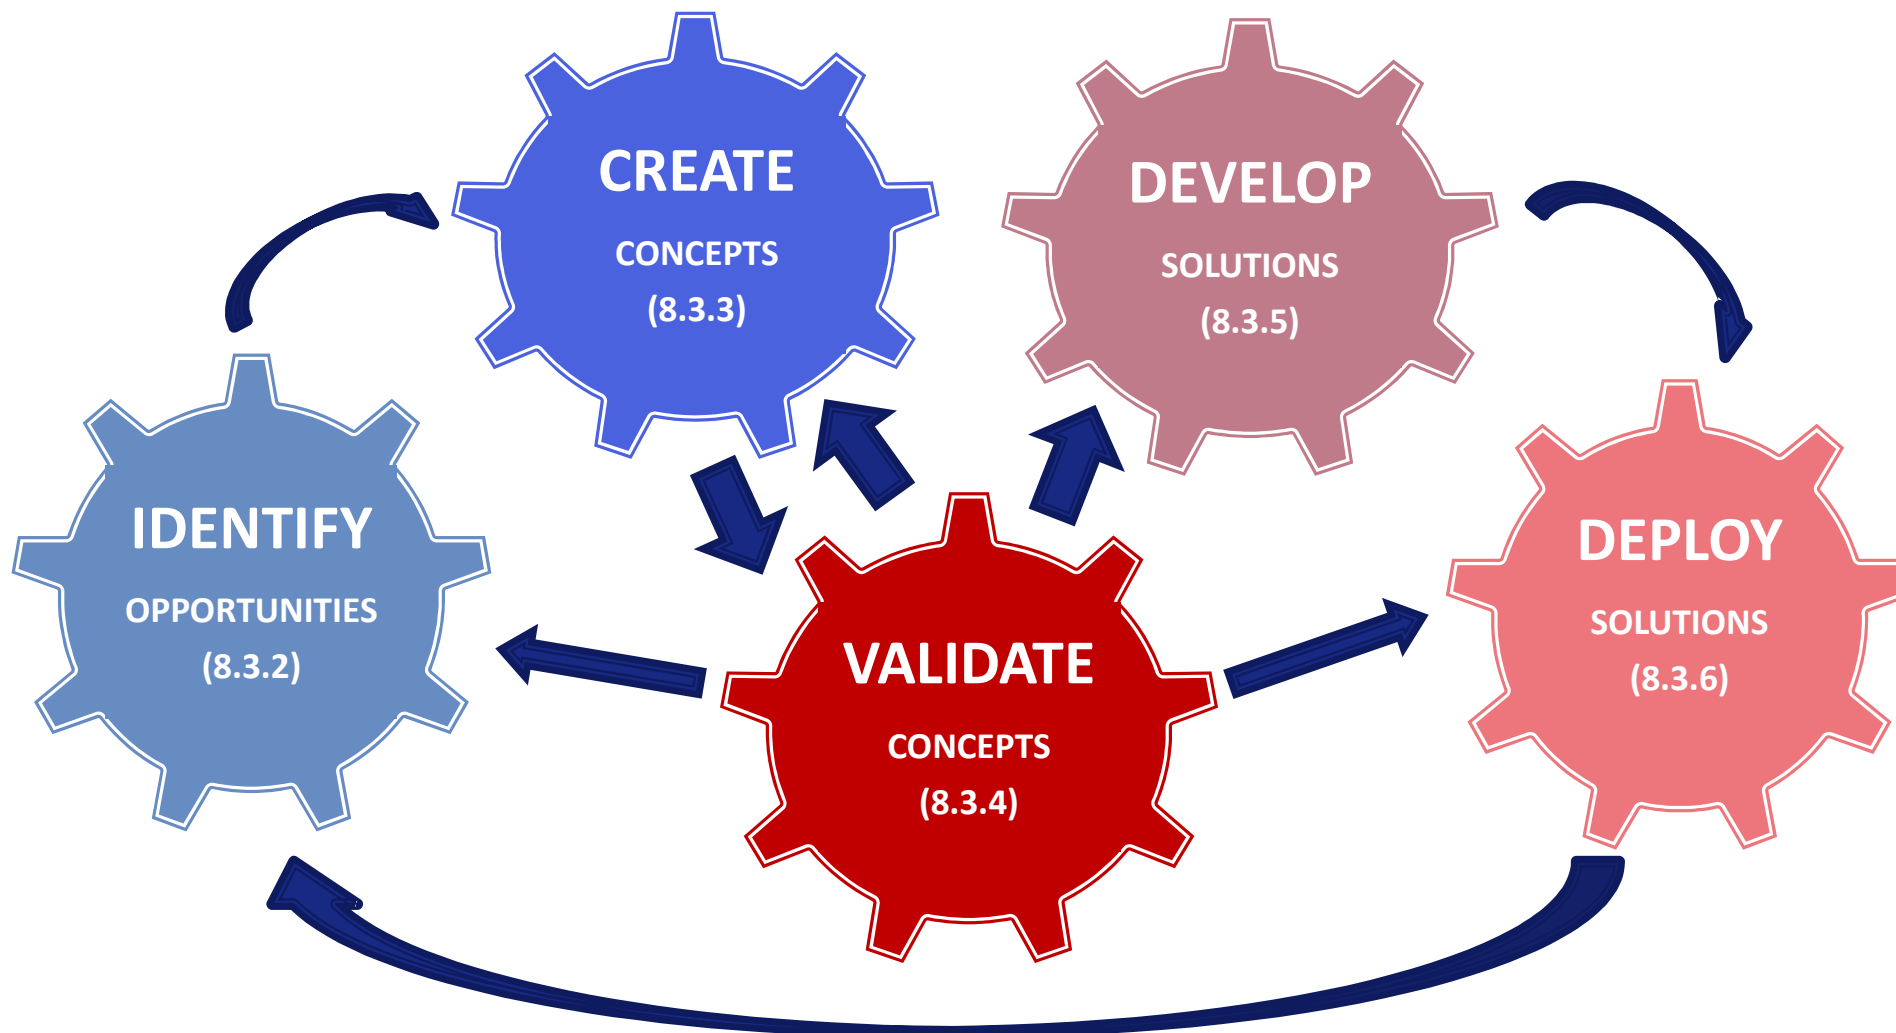 CREATE
CONCEPTS
(8.3.3)
DEVELOP
SOLUTIONS
(8.3.5)
IDENTIFY
OPPORTUNITIES
(8.3.2)
VALIDATE
CONCEPTS
(8.3.4)
DEPLOY
SOLUTIONS
(8.3.6)